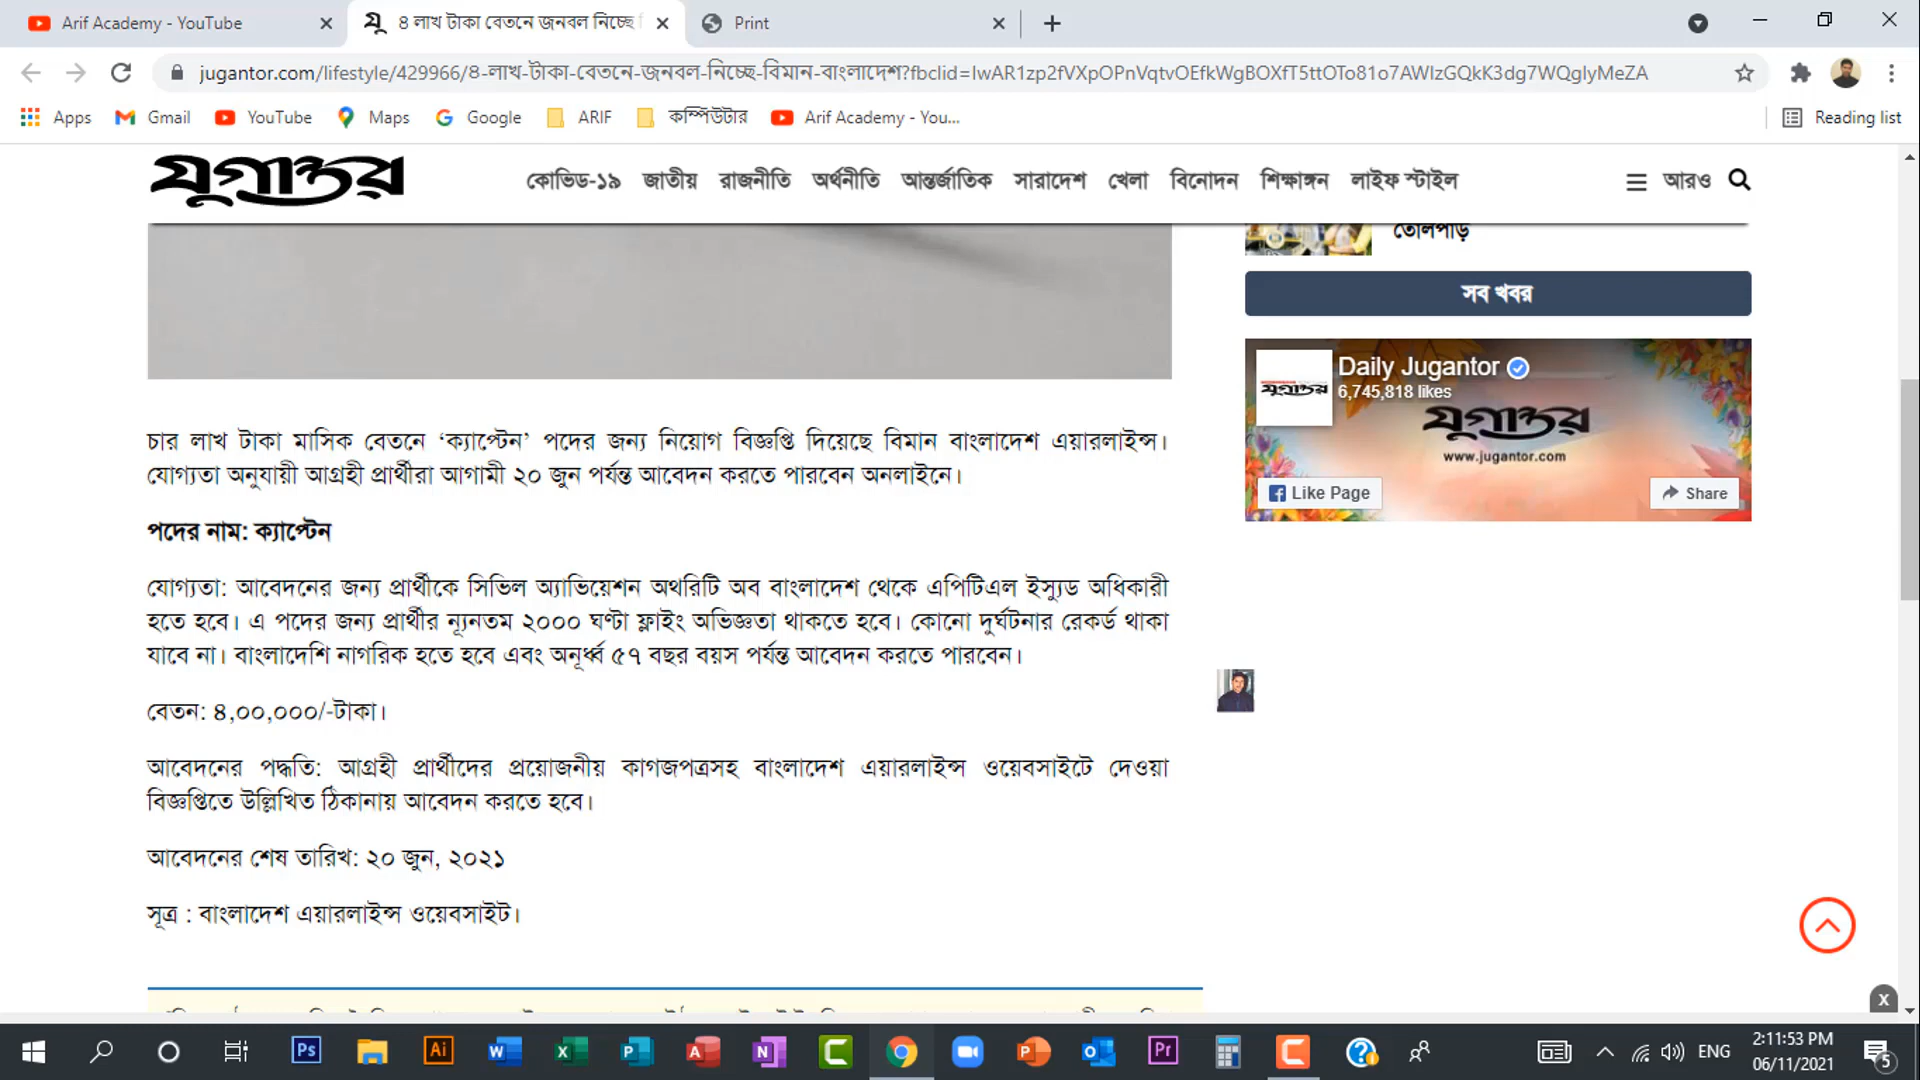 Arif Academy - YouTube
৪ লাখ টাকা বেতনে জনবল নিচ্ছে
Print
jugantor.com/lifestyle/429966/৪-লাখ-টাকা-বেতনে-জনবল-নিচ্ছে-বিমান-বাংলাদেশ?fbclid=IwAR1zp2fVXpOPnVqtvOEfkWgBOXfT5ttOTo81o7AWIzGQkK3dg7WQglyMeZA
Apps Gmail YouTube Maps Google ARIF কম্পিউটার Arif Academy - You... Reading list
যুগান্তর
কোভিড-১৯ জাতীয় রাজনীতি অর্থনীতি আন্তর্জাতিক সারাদেশ খেলা বিনোদন শিক্ষাঙ্গন লাইফ স্টাইল আরও
তোলপাড়
সব খবর
Daily Jugantor
6,745,818 likes
যুগান্তর
যুগান্তর
www.jugantor.com
Like Page Share
চার লাখ টাকা মাসিক বেতনে ‘ক্যাপ্টেন’ পদের জন্য নিয়োগ বিজ্ঞপ্তি দিয়েছে বিমান বাংলাদেশ এয়ারলাইন্স।
যোগ্যতা অনুযায়ী আগ্রহী প্রার্থীরা আগামী ২০ জুন পর্যন্ত আবেদন করতে পারবেন অনলাইনে।
পদের নাম: ক্যাপ্টেন
যোগ্যতা: আবেদনের জন্য প্রার্থীকে সিভিল অ্যাভিয়েশন অথরিটি অব বাংলাদেশ থেকে এপিটিএল ইস্যুড অধিকারী
হতে হবে। এ পদের জন্য প্রার্থীর ন্যূনতম ২০০০ ঘণ্টা ফ্লাইং অভিজ্ঞতা থাকতে হবে। কোনো দুর্ঘটনার রেকর্ড থাকা
যাবে না। বাংলাদেশি নাগরিক হতে হবে এবং অনূর্ধ্ব ৫৭ বছর বয়স পর্যন্ত আবেদন করতে পারবেন।
বেতন: ৪,০০,০০০/-টাকা।
আবেদনের পদ্ধতি: আগ্রহী প্রার্থীদের প্রয়োজনীয় কাগজপত্রসহ বাংলাদেশ এয়ারলাইন্স ওয়েবসাইটে দেওয়া
বিজ্ঞপ্তিতে উল্লিখিত ঠিকানায় আবেদন করতে হবে।
আবেদনের শেষ তারিখ: ২০ জুন, ২০২১
সূত্র : বাংলাদেশ এয়ারলাইন্স ওয়েবসাইট।
x
Ps Ai W X P A N C P O Pr C ENG
2:11:53 PM
06/11/2021
5